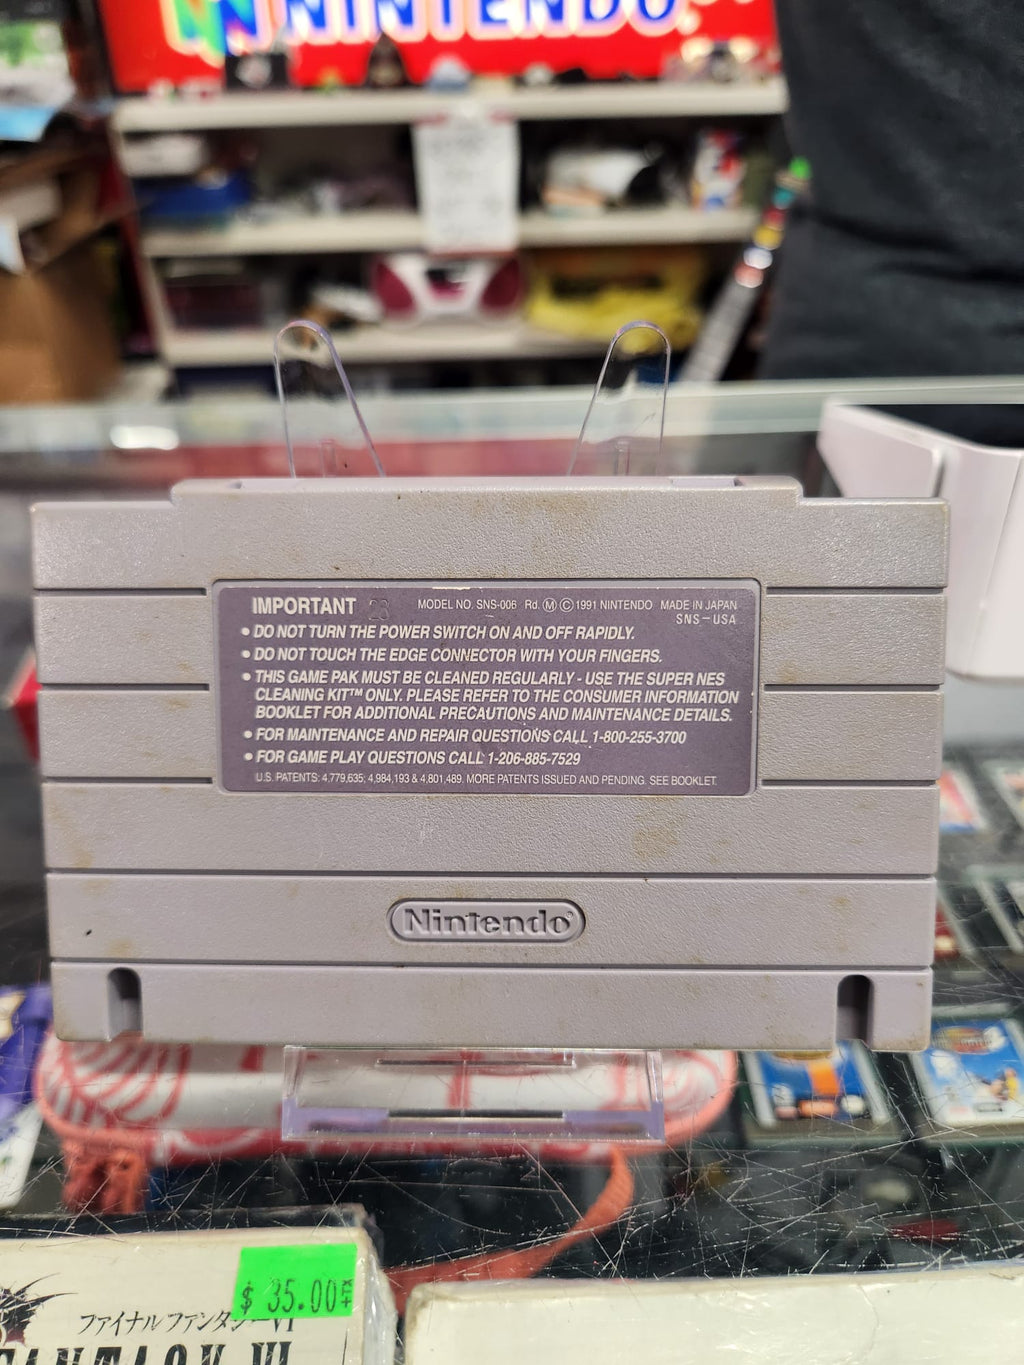 NINTENDO
IMPORTANT 23 MODEL NO. SNS-006 Rd. Ⓜ Ⓒ 1991 NINTENDO MADE IN JAPAN
SNS-USA
• DO NOT TURN THE POWER SWITCH ON AND OFF RAPIDLY.
• DO NOT TOUCH THE EDGE CONNECTOR WITH YOUR FINGERS.
• THIS GAME PAK MUST BE CLEANED REGULARLY - USE THE SUPER NES
CLEANING KIT™ ONLY. PLEASE REFER TO THE CONSUMER INFORMATION
BOOKLET FOR ADDITIONAL PRECAUTIONS AND MAINTENANCE DETAILS.
• FOR MAINTENANCE AND REPAIR QUESTIONS CALL 1-800-255-3700
• FOR GAME PLAY QUESTIONS CALL 1-206-885-7529
U.S. PATENTS: 4,779,635; 4,984,193 & 4,801,489. MORE PATENTS ISSUED AND PENDING. SEE BOOKLET.
Nintendo®
$ 35.00
ファイナルファンタジーVI
VI